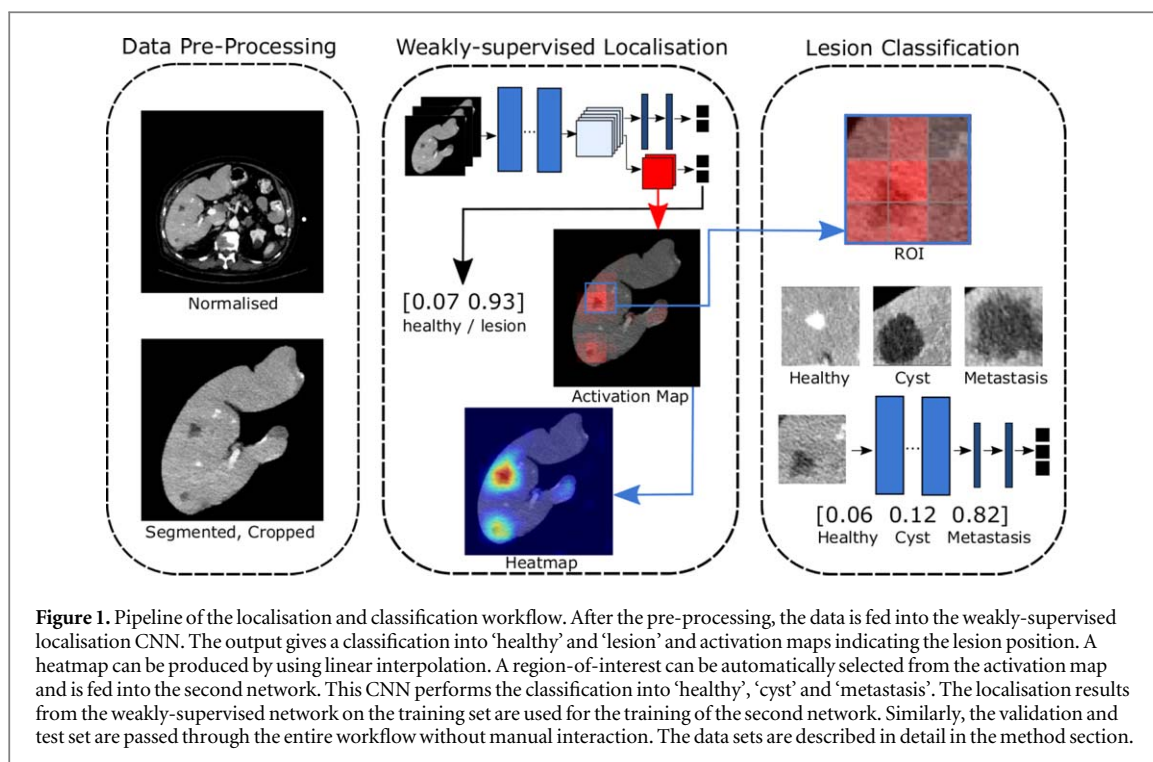 Data Pre-Processing
Normalised
Segmented, Cropped
Weakly-supervised Localisation
[0.07 0.93]
healthy / lesion
Activation Map
Heatmap
Lesion Classification
ROI
Healthy Cyst Metastasis
[0.06 0.12 0.82]
Healthy Cyst Metastasis
Figure 1. Pipeline of the localisation and classification workflow. After the pre-processing, the data is fed into the weakly-supervised
localisation CNN. The output gives a classification into ‘healthy’ and ‘lesion’ and activation maps indicating the lesion position. A
heatmap can be produced by using linear interpolation. A region-of-interest can be automatically selected from the activation map
and is fed into the second network. This CNN performs the classification into ‘healthy’, ‘cyst’ and ‘metastasis’. The localisation results
from the weakly-supervised network on the training set are used for the training of the second network. Similarly, the validation and
test set are passed through the entire workflow without manual interaction. The data sets are described in detail in the method section.